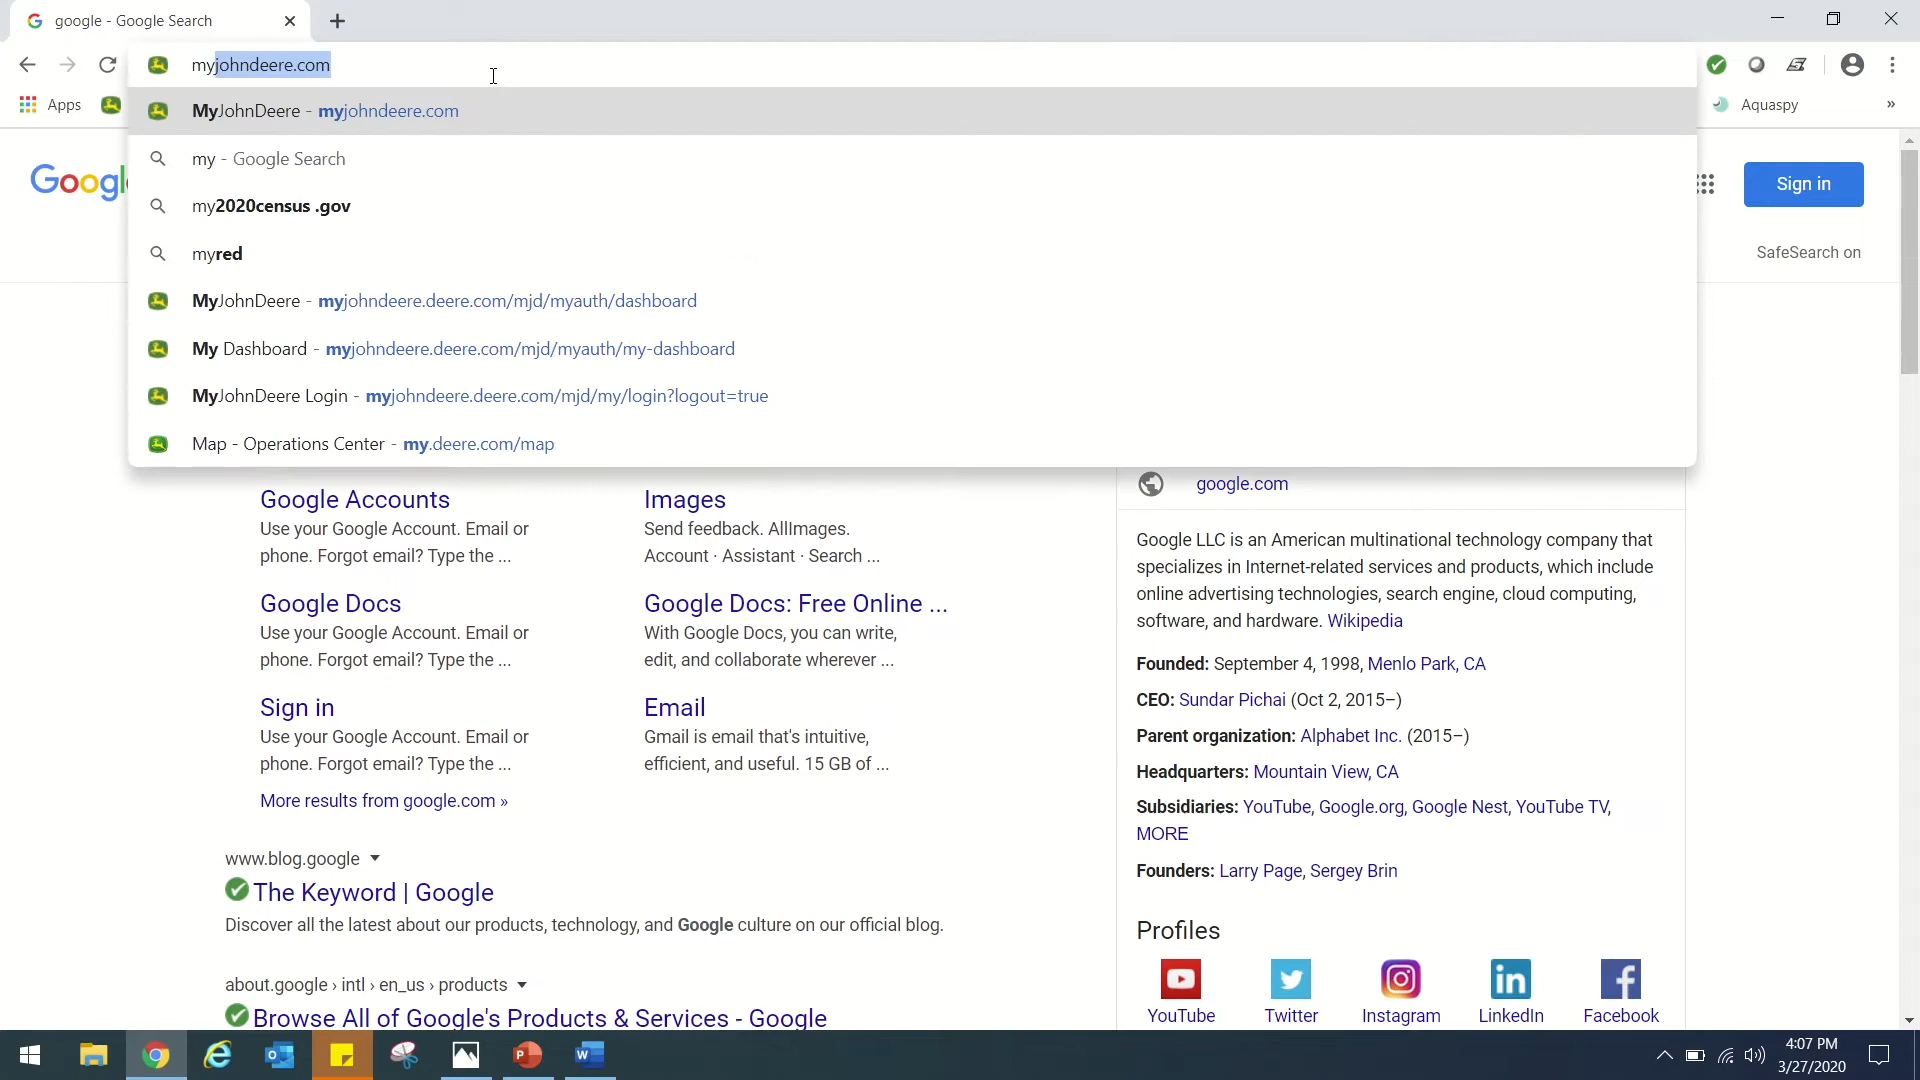 google - Google Search
myjohndeere.com
Apps
Aquaspy
»
MyJohnDeere - myjohndeere.com
my - Google Search
my2020census .gov
myred
MyJohnDeere - myjohndeere.deere.com/mjd/myauth/dashboard
My Dashboard - myjohndeere.deere.com/mjd/myauth/my-dashboard
MyJohnDeere Login - myjohndeere.deere.com/mjd/my/login?logout=true
Map - Operations Center - my.deere.com/map
Googl
Sign in
SafeSearch on
Google Accounts
Use your Google Account. Email or
phone. Forgot email? Type the ...
Images
Send feedback. AllImages.
Account · Assistant · Search ...
Google Docs
Use your Google Account. Email or
phone. Forgot email? Type the ...
Google Docs: Free Online ...
With Google Docs, you can write,
edit, and collaborate wherever ...
Sign in
Use your Google Account. Email or
phone. Forgot email? Type the ...
Email
Gmail is email that's intuitive,
efficient, and useful. 15 GB of ...
More results from google.com »
www.blog.google
The Keyword | Google
Discover all the latest about our products, technology, and Google culture on our official blog.
about.google › intl › en_us › products
Browse All of Google's Products & Services - Google
google.com
Google LLC is an American multinational technology company that
specializes in Internet-related services and products, which include
online advertising technologies, search engine, cloud computing,
software, and hardware. Wikipedia
Founded: September 4, 1998, Menlo Park, CA
CEO: Sundar Pichai (Oct 2, 2015–)
Parent organization: Alphabet Inc. (2015–)
Headquarters: Mountain View, CA
Subsidiaries: YouTube, Google.org, Google Nest, YouTube TV,
MORE
Founders: Larry Page, Sergey Brin
Profiles
YouTube
Twitter
Instagram
LinkedIn
Facebook
4:07 PM
3/27/2020